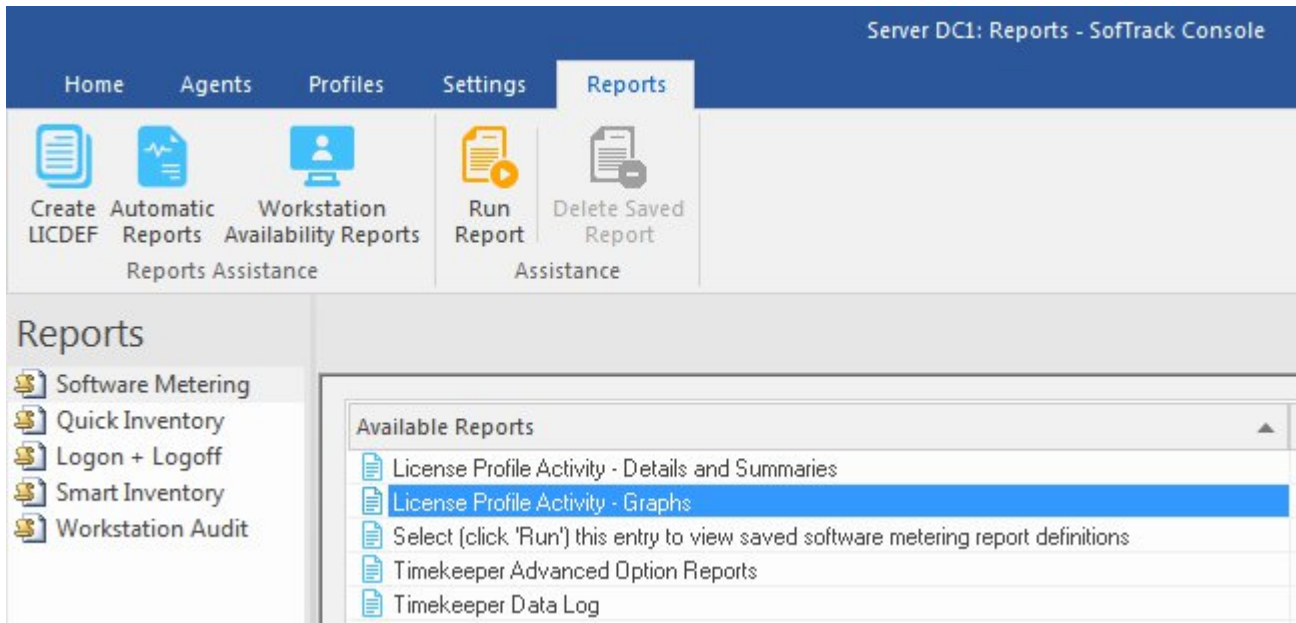 Server DC1: Reports - SofTrack Console
Home Agents Profiles Settings Reports
Create Automatic Workstation Run Delete Saved
LICDEF Reports Availability Reports Report Report
Reports Assistance Assistance
Reports
Software Metering
Quick Inventory
Logon + Logoff
Smart Inventory
Workstation Audit
Available Reports
License Profile Activity - Details and Summaries
License Profile Activity - Graphs
Select (click 'Run') this entry to view saved software metering report definitions
Timekeeper Advanced Option Reports
Timekeeper Data Log